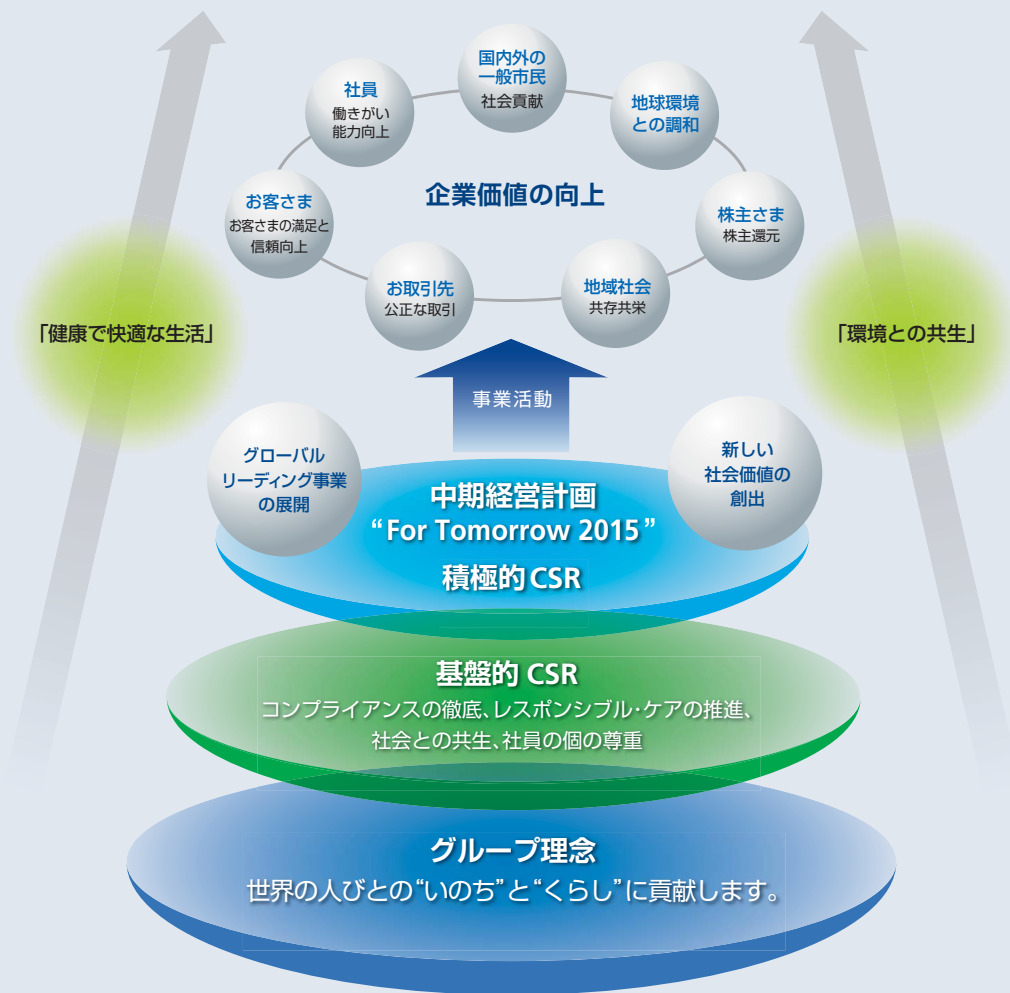 国内外の
一般市民
社会貢献
社員
働きがい
能力向上
地球環境
との調和
企業価値の向上
お客さま
お客さまの満足と
信頼向上
株主さま
株主還元
お取引先
公正な取引
地域社会
共存共栄
「健康で快適な生活」
「環境との共生」
事業活動
グローバル
リーディング事業
の展開
新しい
社会価値の
創出
中期経営計画
“For Tomorrow 2015”
積極的CSR
基盤的 CSR
コンプライアンスの徹底、レスポンシブル・ケアの推進、
社会との共生、社員の個の尊重
グループ理念
世界の人びとの“いのち”と“くらし”に貢献します。